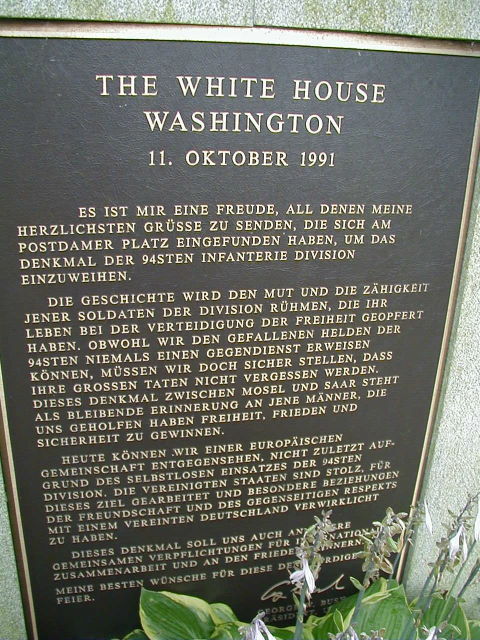 THE WHITE HOUSE
WASHINGTON
11. OKTOBER 1991
ES IST MIR EINE FREUDE, ALL DENEN MEINE
HERZLICHSTEN GRÜSSE ZU SENDEN, DIE SICH AM
POSTDAMER PLATZ EINGEFUNDEN HABEN, UM DAS
DENKMAL DER 94STEN INFANTERIE DIVISION
EINZUWEIHEN.
DIE GESCHICHTE WIRD DEN MUT UND DIE ZÄHIGKEIT
JENER SOLDATEN DER DIVISION RÜHMEN, DIE IHR
LEBEN BEI DER VERTEIDIGUNG DER FREIHEIT GEOPFERT
HABEN. OBWOHL WIR DEN GEFALLENEN HELDEN DER
94STEN NIEMALS EINEN GEGENDIENST ERWEISEN
KÖNNEN, MÜSSEN WIR DOCH SICHER STELLEN, DASS
IHRE GROSSEN TATEN NICHT VERGESSEN WERDEN.
DIESES DENKMAL ZWISCHEN MOSEL UND SAAR STEHT
ALS BLEIBENDE ERINNERUNG AN JENE MÄNNER, DIE
UNS GEHOLFEN HABEN FREIHEIT, FRIEDEN UND
SICHERHEIT ZU GEWINNEN.
HEUTE KÖNNEN WIR EINER EUROPÄISCHEN
GEMEINSCHAFT ENTGEGENSEHEN, NICHT ZULETZT AUF-
GRUND DES SELBSTLOSEN EINSATZES DER 94STEN
DIVISION. DIE VEREINIGTEN STAATEN SIND STOLZ, FÜR
DIESES ZIEL GEARBEITET UND BESONDERE BEZIEHUNGEN
DER FREUNDSCHAFT UND DES GEGENSEITIGEN RESPEKTS
MIT EINEM VEREINTEN DEUTSCHLAND VERWIRKLICHT
ZU HABEN.
DIESES DENKMAL SOLL UNS AUCH AN
GEMEINSAMEN VERPFLICHTUNGEN FÜR
ZUSAMMENARBEIT UND AN DEN FRIEDEN
MEINE BESTEN WÜNSCHE FÜR DIESE
FEIER.
GEORGE BUSH